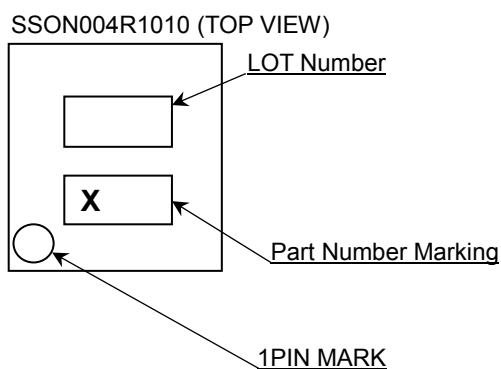 SSON004R1010 (TOP VIEW)
LOT Number
X
Part Number Marking
1PIN MARK